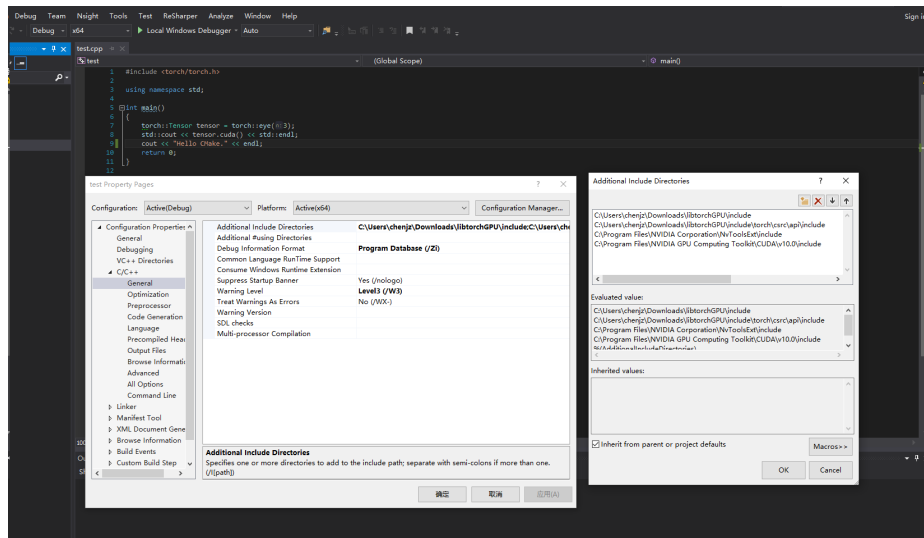 Debug Team Nsight Tools Test ReSharper Analyze Window Help
Sign i
Debug x64 Local Windows Debugger Auto
test.cpp
test (Global Scope) main()
1 #include <torch/torch.h>
2
3 using namespace std;
4
5 int main()
6 {
7 torch::Tensor tensor = torch::eye(3);
8 std::cout << tensor.cuda() << std::endl;
9 cout << "Hello CMake." << endl;
10 return 0;
11 }
12
test Property Pages
Configuration: Active(Debug) Platform: Active(x64) Configuration Manager...
Configuration Properties
General
Debugging
VC++ Directories
C/C++
General
Optimization
Preprocessor
Code Generation
Language
Precompiled Hea
Output Files
Browse Informati
Advanced
All Options
Command Line
Linker
Manifest Tool
XML Document Gene
Browse Information
Build Events
Custom Build Step
Additional Include Directories C:\Users\chenjz\Downloads\libtorchGPU\include;C:\Users\che
Additional #using Directories
Debug Information Format Program Database (/Zi)
Common Language RunTime Support
Consume Windows Runtime Extension
Suppress Startup Banner Yes (/nologo)
Warning Level Level3 (/W3)
Treat Warnings As Errors No (/WX-)
Warning Version
SDL checks
Multi-processor Compilation
Additional Include Directories
Specifies one or more directories to add to the include path; separate with semi-colons if more than one.
(/I[path])
确定 取消 应用(A)
Additional Include Directories
C:\Users\chenjz\Downloads\libtorchGPU\include
C:\Users\chenjz\Downloads\libtorchGPU\include\torch\csrc\api\include
C:\Program Files\NVIDIA Corporation\NvToolsExt\include
C:\Program Files\NVIDIA GPU Computing Toolkit\CUDA\v10.0\include
Evaluated value:
C:\Users\chenjz\Downloads\libtorchGPU\include
C:\Users\chenjz\Downloads\libtorchGPU\include\torch\csrc\api\include
C:\Program Files\NVIDIA Corporation\NvToolsExt\include
C:\Program Files\NVIDIA GPU Computing Toolkit\CUDA\v10.0\include
%(AdditionalIncludeDirectories)
Inherited values:
Inherit from parent or project defaults Macros>>
OK Cancel